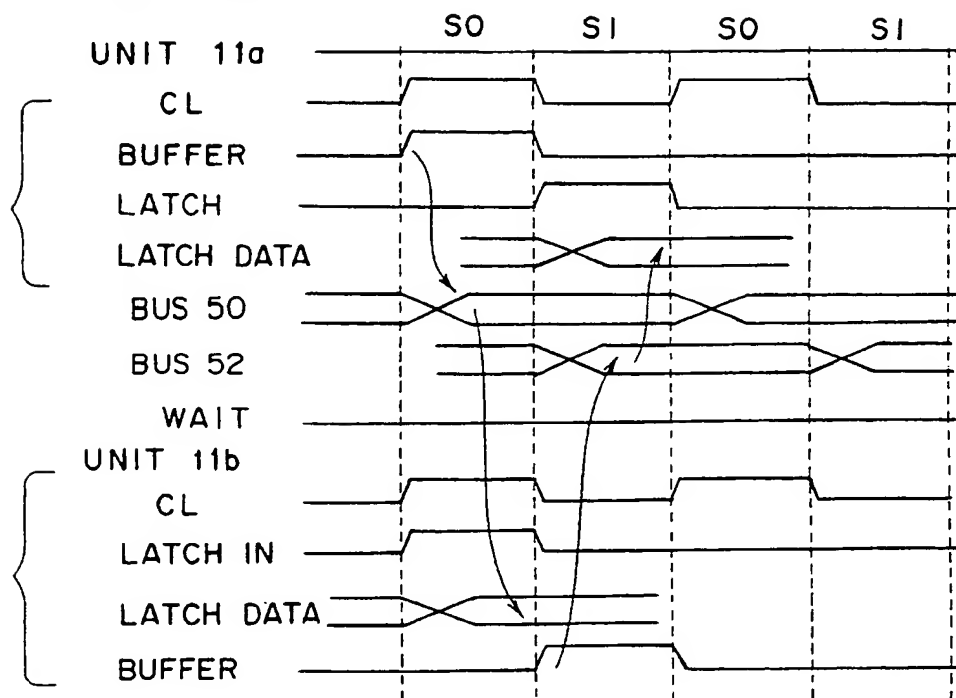 S0 S1 S0 S1
UNIT 11a
CL
BUFFER
LATCH
LATCH DATA
BUS 50
BUS 52
WAIT
UNIT 11b
CL
LATCH IN
LATCH DATA
BUFFER